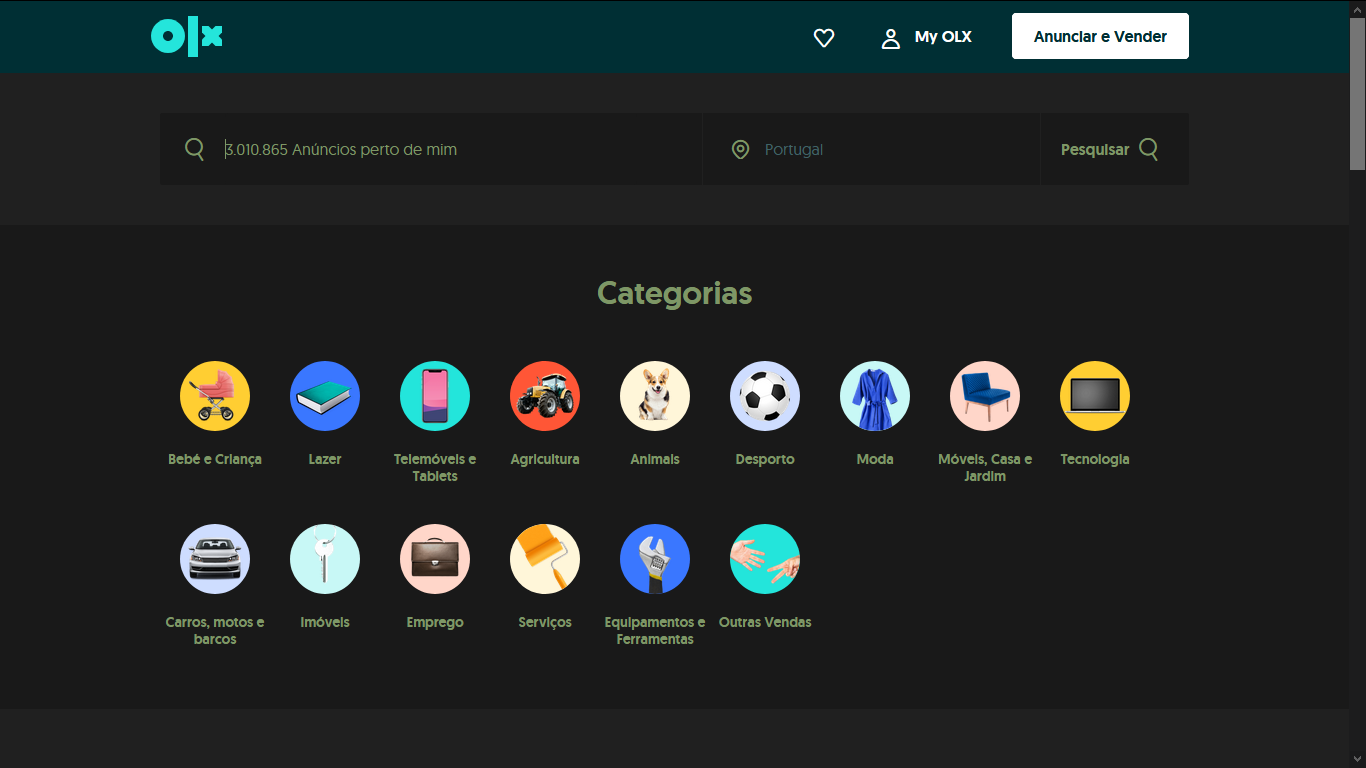 olx
My OLX
Anunciar e Vender
3.010.865 Anúncios perto de mim
Portugal
Pesquisar
Categorias
Bebé e Criança
Lazer
Telemóveis e
Tablets
Agricultura
Animais
Desporto
Moda
Móveis, Casa e
Jardim
Tecnologia
Carros, motos e
barcos
Imóveis
Emprego
Serviços
Equipamentos e
Ferramentas
Outras Vendas